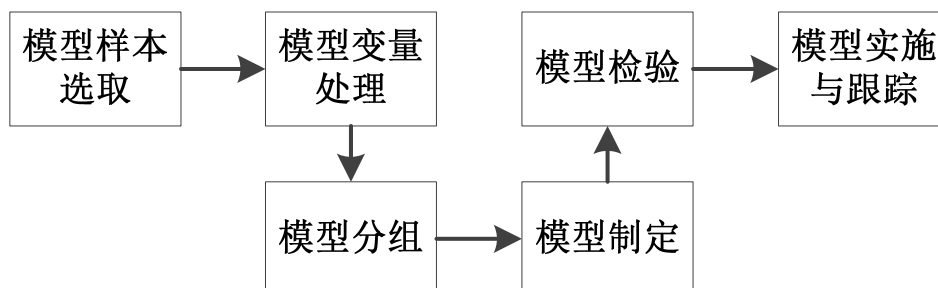 模型样本
选取
模型变量
处理
模型分组
模型制定
模型检验
模型实施
与跟踪